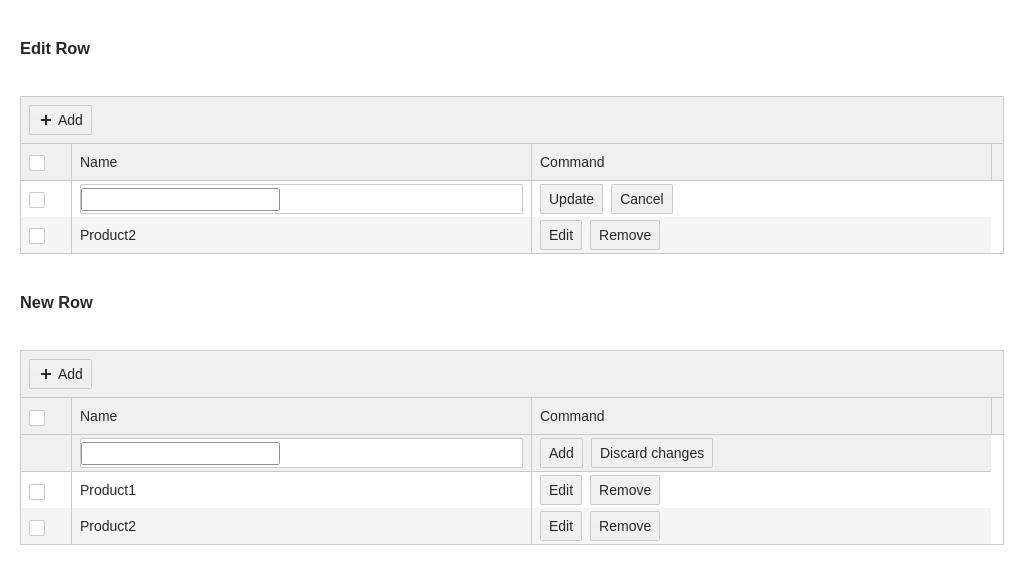 Edit Row
Add
Name Command
Update Cancel
Product2 Edit Remove
New Row
Add
Name Command
Add Discard changes
Product1 Edit Remove
Product2 Edit Remove